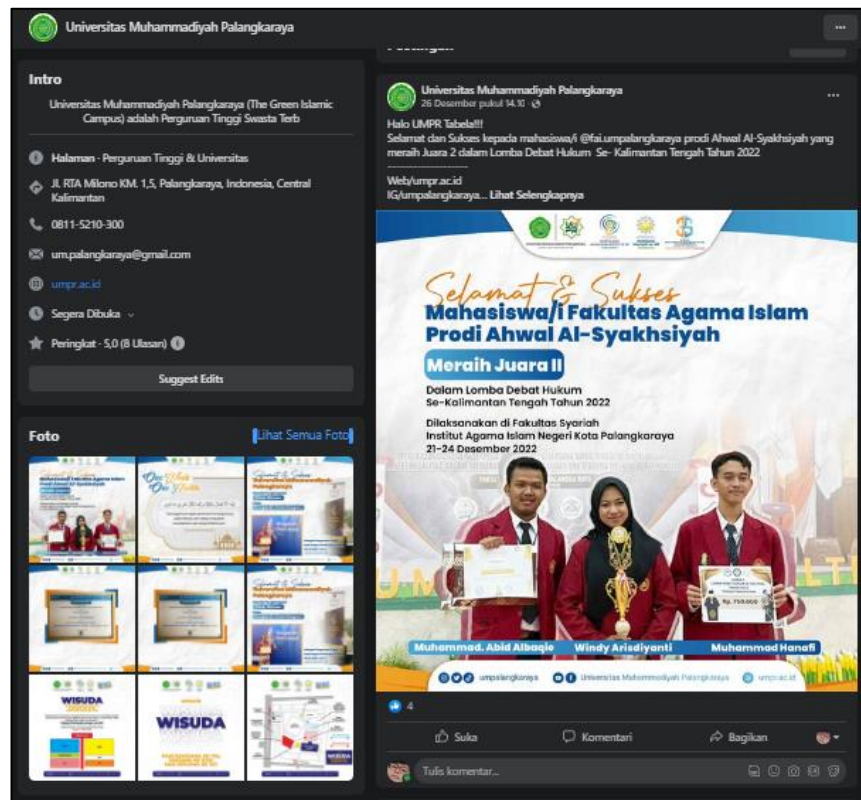 Universitas Muhammadiyah Palangkaraya
Intro
Universitas Muhammadiyah Palangkaraya (The Green Islamic
Campus) adalah Perguruan Tinggi Swasta Terb
Halaman · Perguruan Tinggi & Universitas
Jl. RTA Milono KM. 1,5, Palangkaraya, Indonesia, Central
Kalimantan
0811-5210-300
um.palangkaraya@gmail.com
umpr.ac.id
Segera Dibuka
Peringkat · 5,0 (8 Ulasan)
Suggest Edits
Foto
Lihat Semua Foto
WISUDA
WISUDA
Universitas Muhammadiyah Palangkaraya
26 Desember pukul 14.10
Halo UMPR Tabela!!!
Selamat dan Sukses kepada mahasiswa/i @fai.umpalangkaraya prodi Ahwal Al-Syakhsiyah yang
meraih Juara 2 dalam Lomba Debat Hukum Se- Kalimantan Tengah Tahun 2022
--------------------
Web/umpr.ac.id
IG/umpalangkaraya... Lihat Selengkapnya
Selamat & Sukses
Mahasiswa/i Fakultas Agama Islam
Prodi Ahwal Al-Syakhsiyah
Meraih Juara II
Dalam Lomba Debat Hukum
Se-Kalimantan Tengah Tahun 2022
Dilaksanakan di Fakultas Syariah
Institut Agama Islam Negeri Kota Palangkaraya
21-24 Desember 2022
Rp. 750.000
Muhammad. Abid Albaqie Windy Arisdiyanti Muhammad Hanafi
umpalangkaraya Universitas Muhammadiyah Palangkaraya umpr.ac.id
4
Suka Komentari Bagikan
Tulis komentar...